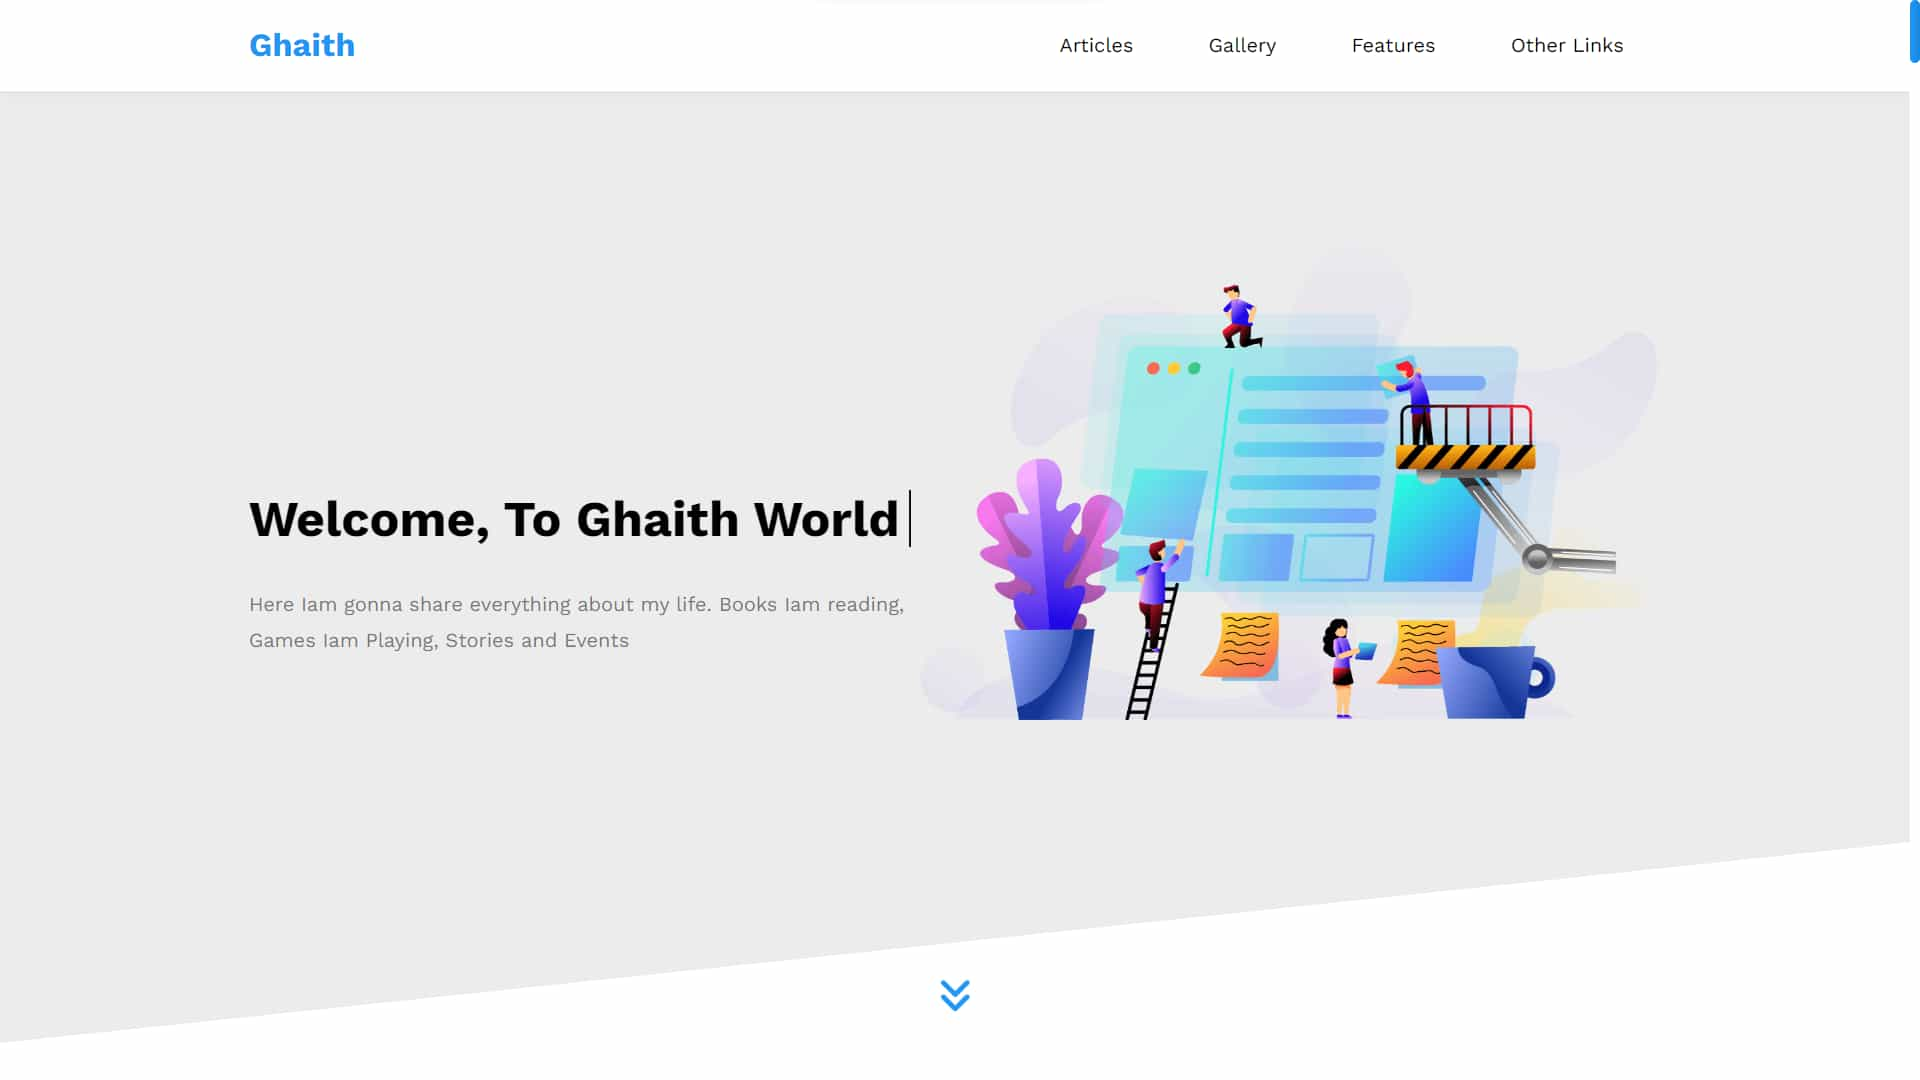 Ghaith
Articles
Gallery
Features
Other Links
Welcome, To Ghaith World
Here Iam gonna share everything about my life. Books Iam reading,
Games Iam Playing, Stories and Events